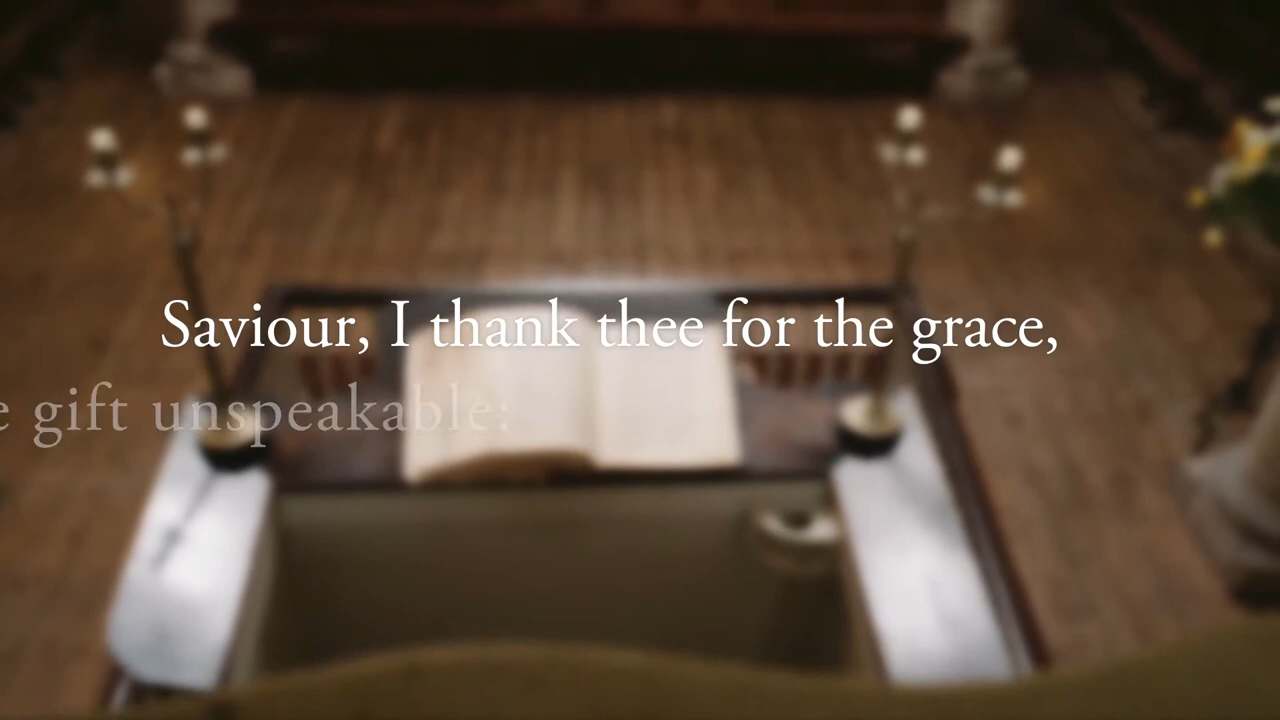 Saviour, I thank thee for the grace,
gift unspeakable: